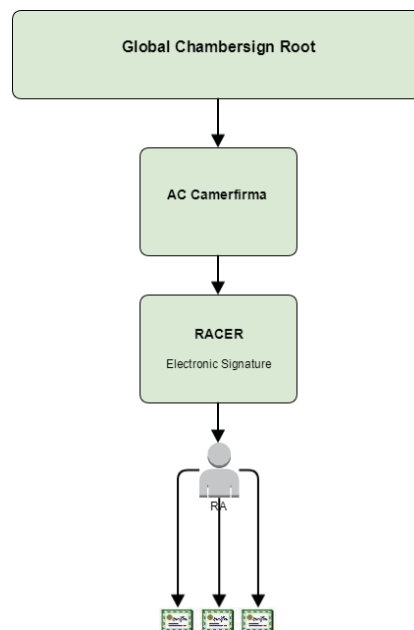 Global Chambersign Root
AC Camerfirma
RACER
Electronic Signature
RA